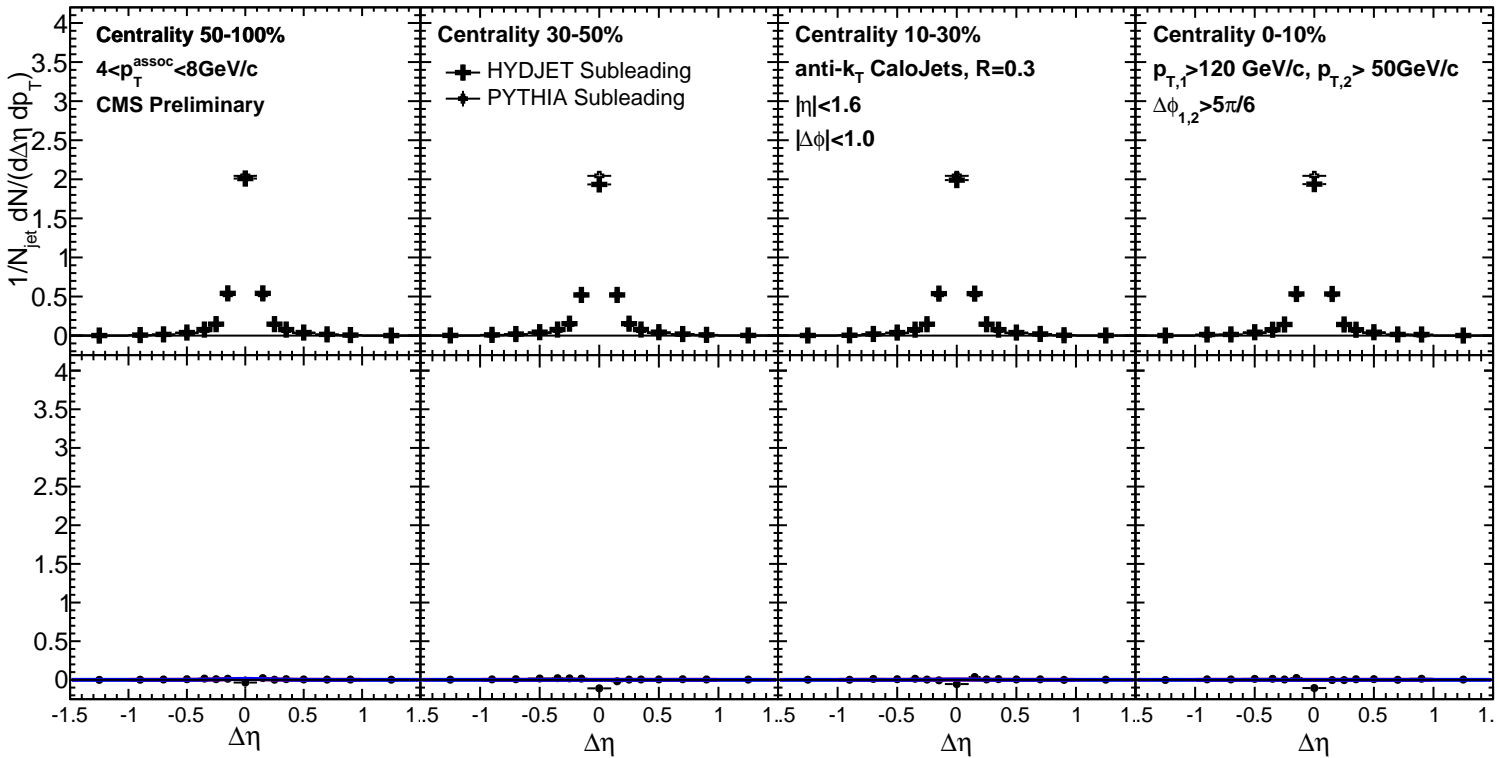 Centrality 50-100%
4<p_T^assoc<8GeV/c
CMS Preliminary
Centrality 30-50%
HYDJET Subleading
PYTHIA Subleading
Centrality 10-30%
anti-k_T CaloJets, R=0.3
|η|<1.6
|Δϕ|<1.0
Centrality 0-10%
p_T,1>120 GeV/c, p_T,2> 50GeV/c
Δϕ_1,2>5π/6
1/N_jet dN/(dΔη dp_T)
4
3.5
3
2.5
2
1.5
1
0.5
0
4
3.5
3
2.5
2
1.5
1
0.5
0
-1.5 -1 -0.5 0 0.5 1 1.5 -1 -0.5 0 0.5 1 1.5 -1 -0.5 0 0.5 1 1.5 -1 -0.5 0 0.5 1 1.5
Δη Δη Δη Δη